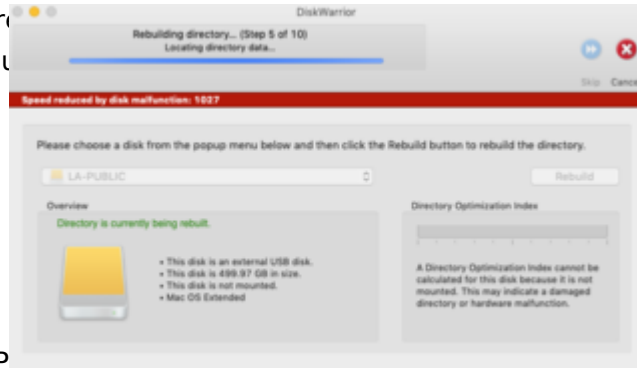 DiskWarrior
Rebuilding directory... (Step 5 of 10)
Locating directory data...
Skip Cance
Speed reduced by disk malfunction: 1027
Please choose a disk from the popup menu below and then click the Rebuild button to rebuild the directory.
LA-PUBLIC
Rebuild
Overview
Directory is currently being rebuilt.
• This disk is an external USB disk.
• This disk is 499.97 GB in size.
• This disk is not mounted.
• Mac OS Extended
Directory Optimization Index
A Directory Optimization Index cannot be
calculated for this disk because it is not
mounted. This may indicate a damaged
directory or hardware malfunction.